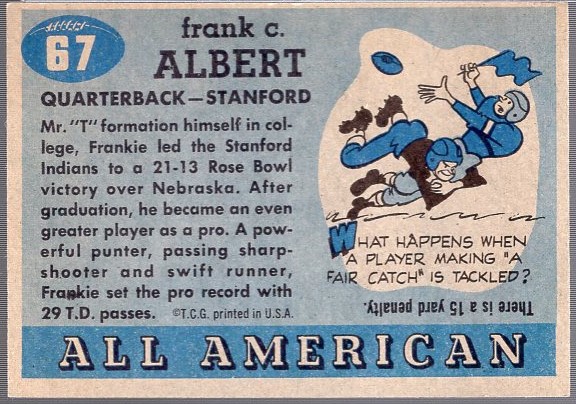 67
frank c.
ALBERT
QUARTERBACK—STANFORD
Mr. "T" formation himself in col-
lege, Frankie led the Stanford
Indians to a 21-13 Rose Bowl
victory over Nebraska. After
graduation, he became an even
greater player as a pro. A pow-
erful punter, passing sharp-
shooter and swift runner,
Frankie set the pro record with
29 T.D. passes. ©T.C.G. printed in U.S.A.
WHAT HAPPENS WHEN
A PLAYER MAKING "A
FAIR CATCH" IS TACKLED?
There is a 15 yard penalty.
ALL AMERICAN